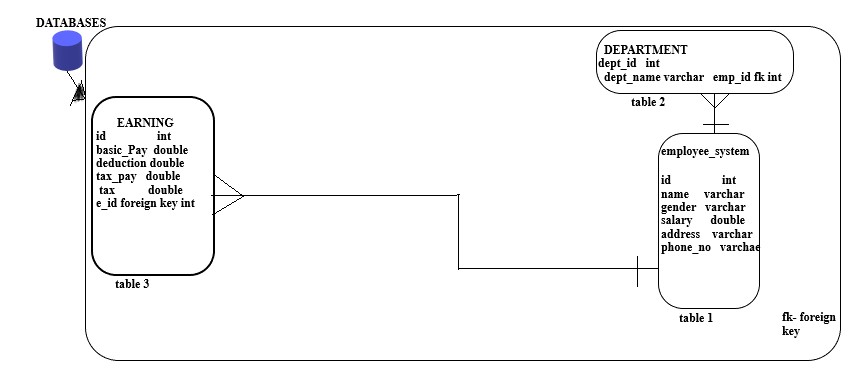 DATABASES
DEPARTMENT
dept_id int
dept_name varchar emp_id fk int
table 2
EARNING
id int
basic_Pay double
deduction double
tax_pay double
tax double
e_id foreign key int
table 3
employee_system
id int
name varchar
gender varchar
salary double
address varchar
phone_no varchae
table 1
fk- foreign
key